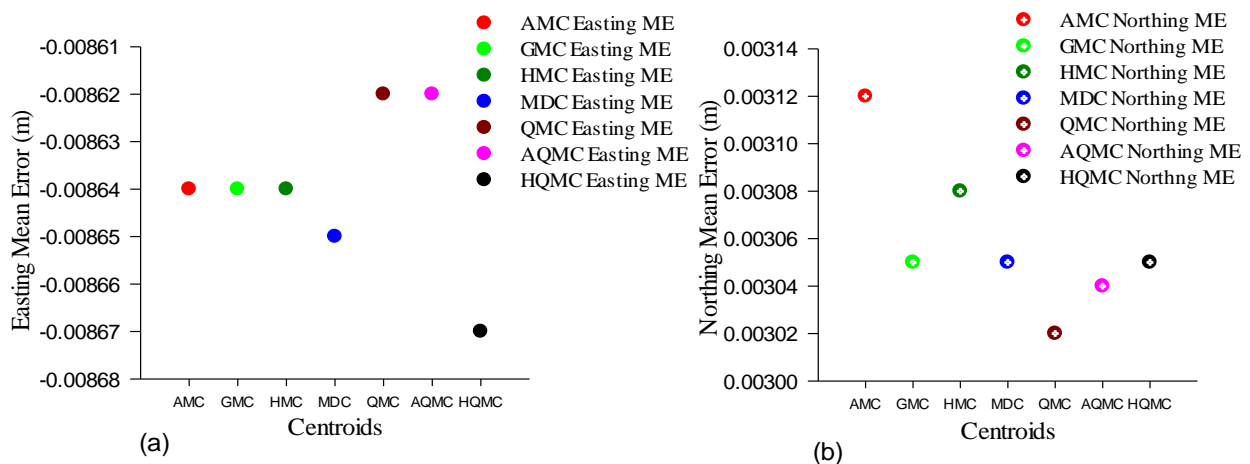 AMC Easting ME
GMC Easting ME
HMC Easting ME
MDC Easting ME
QMC Easting ME
AQMC Easting ME
HQMC Easting ME
-0.00861
-0.00862
-0.00863
-0.00864
-0.00865
-0.00866
-0.00867
-0.00868
Easting Mean Error (m)
AMC GMC HMC MDC QMC AQMC HQMC
Centroids
(a)
AMC Northing ME
GMC Northing ME
HMC Northing ME
MDC Northing ME
QMC Northing ME
AQMC Northing ME
HQMC Northng ME
0.00314
0.00312
0.00310
0.00308
0.00306
0.00304
0.00302
0.00300
Northing Mean Error (m)
AMC GMC HMC MDC QMC AQMC HQMC
Centroids
(b)